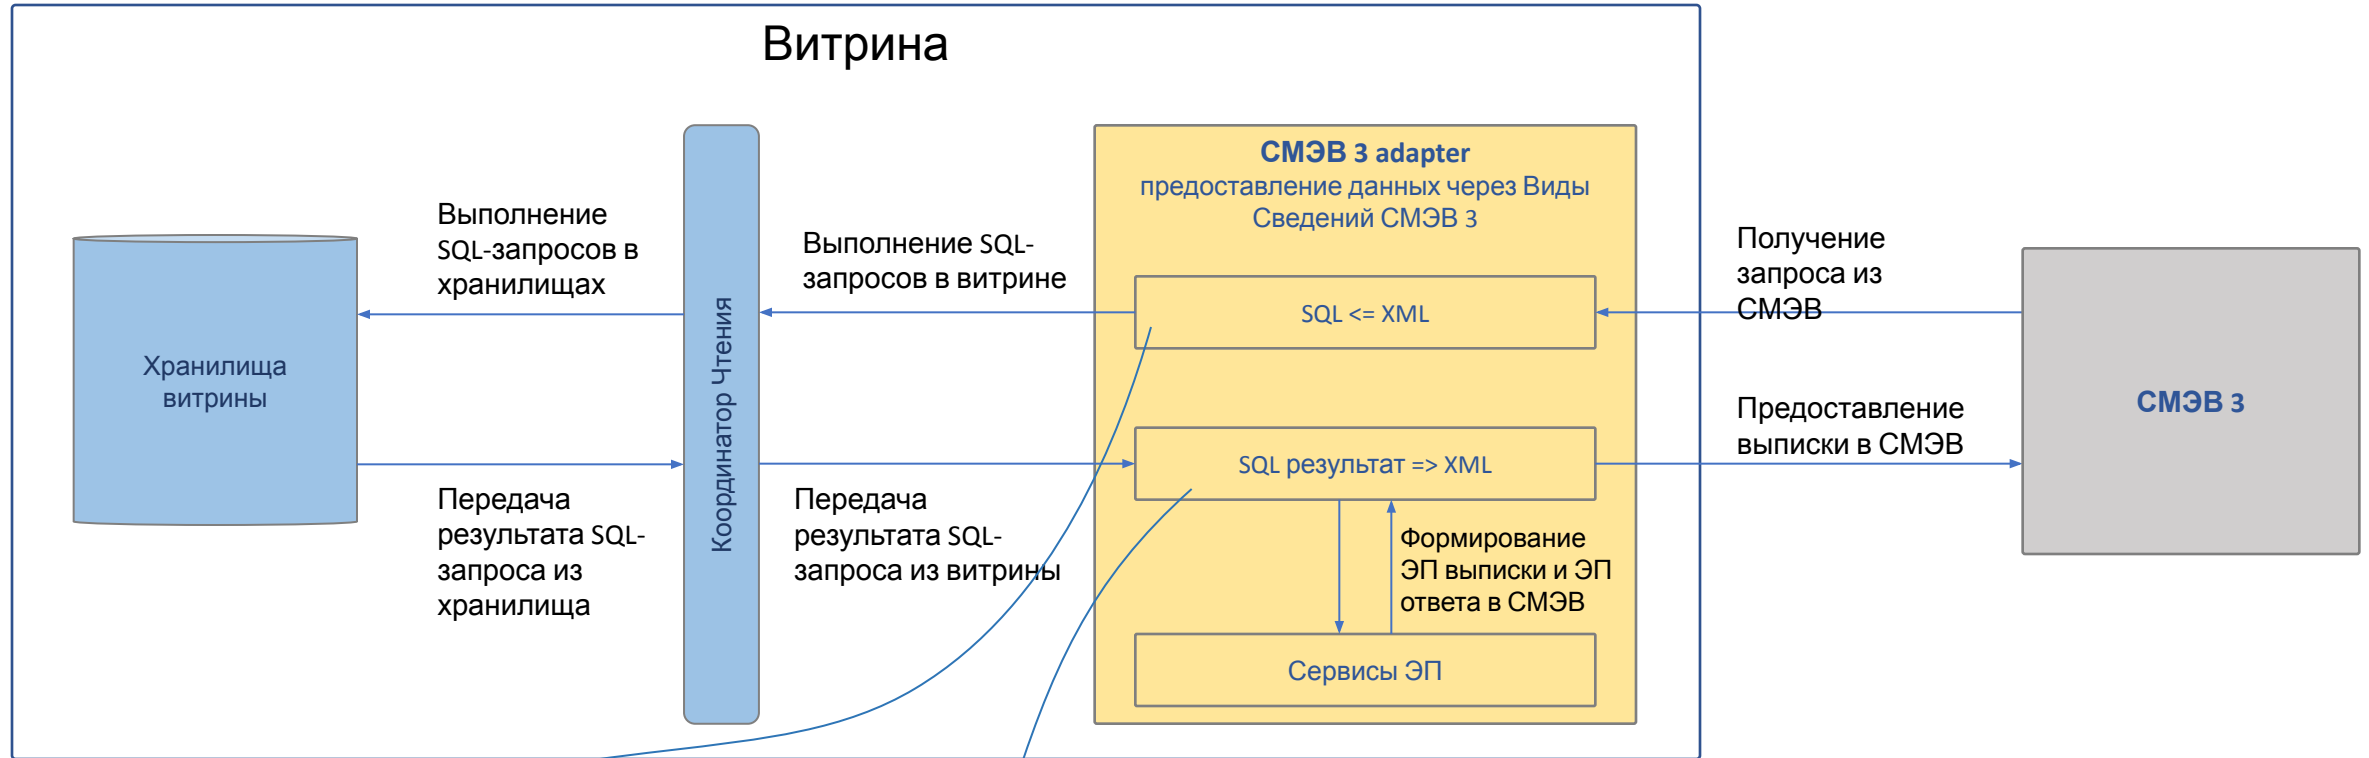 Витрина
Выполнение
SQL-запросов в
хранилищах
Выполнение SQL-
запросов в витрине
СМЭВ 3 adapter
предоставление данных через Виды
Сведений СМЭВ 3
SQL <= XML
Получение
запроса из
СМЭВ
Хранилища
витрины
Координатор Чтения
СМЭВ 3
Предоставление
выписки в СМЭВ
SQL результат => XML
Передача
результата SQL-
запроса из
хранилища
Передача
результата SQL-
запроса из витрины
Формирование
ЭП выписки и ЭП
ответа в СМЭВ
Сервисы ЭП